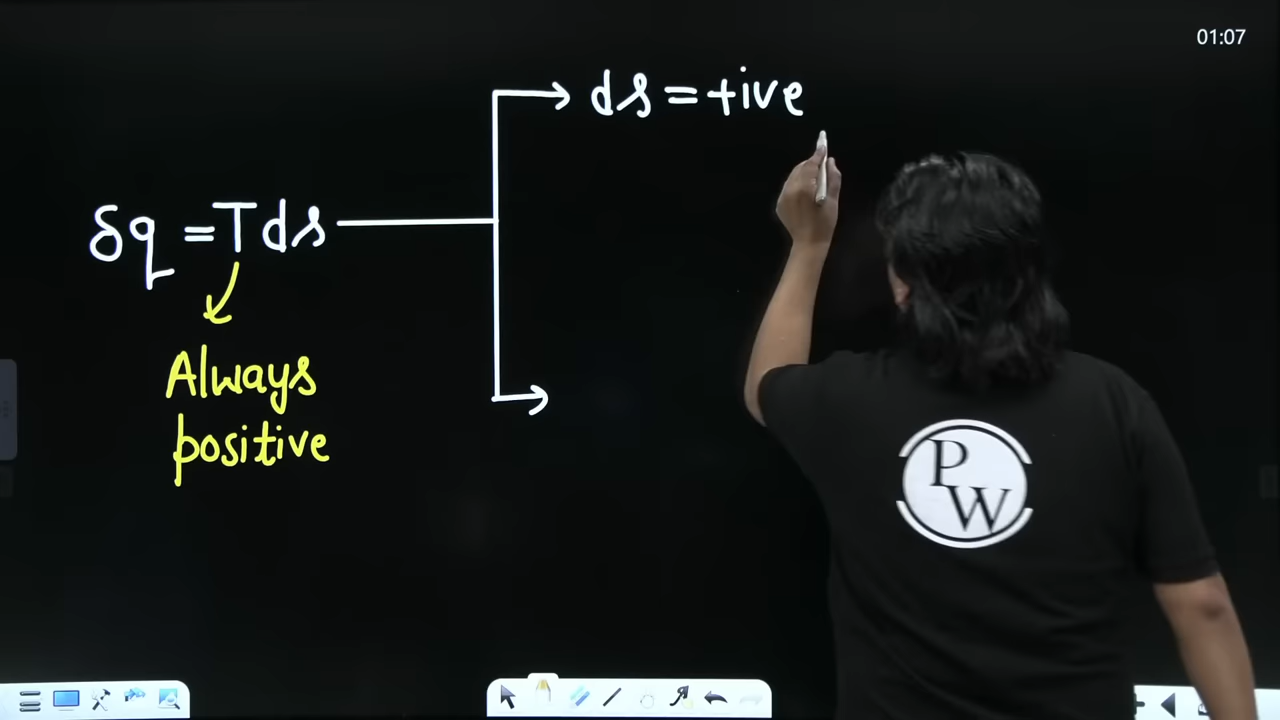 01:07
ds = +ive
δq = Tds
Always
positive
PW